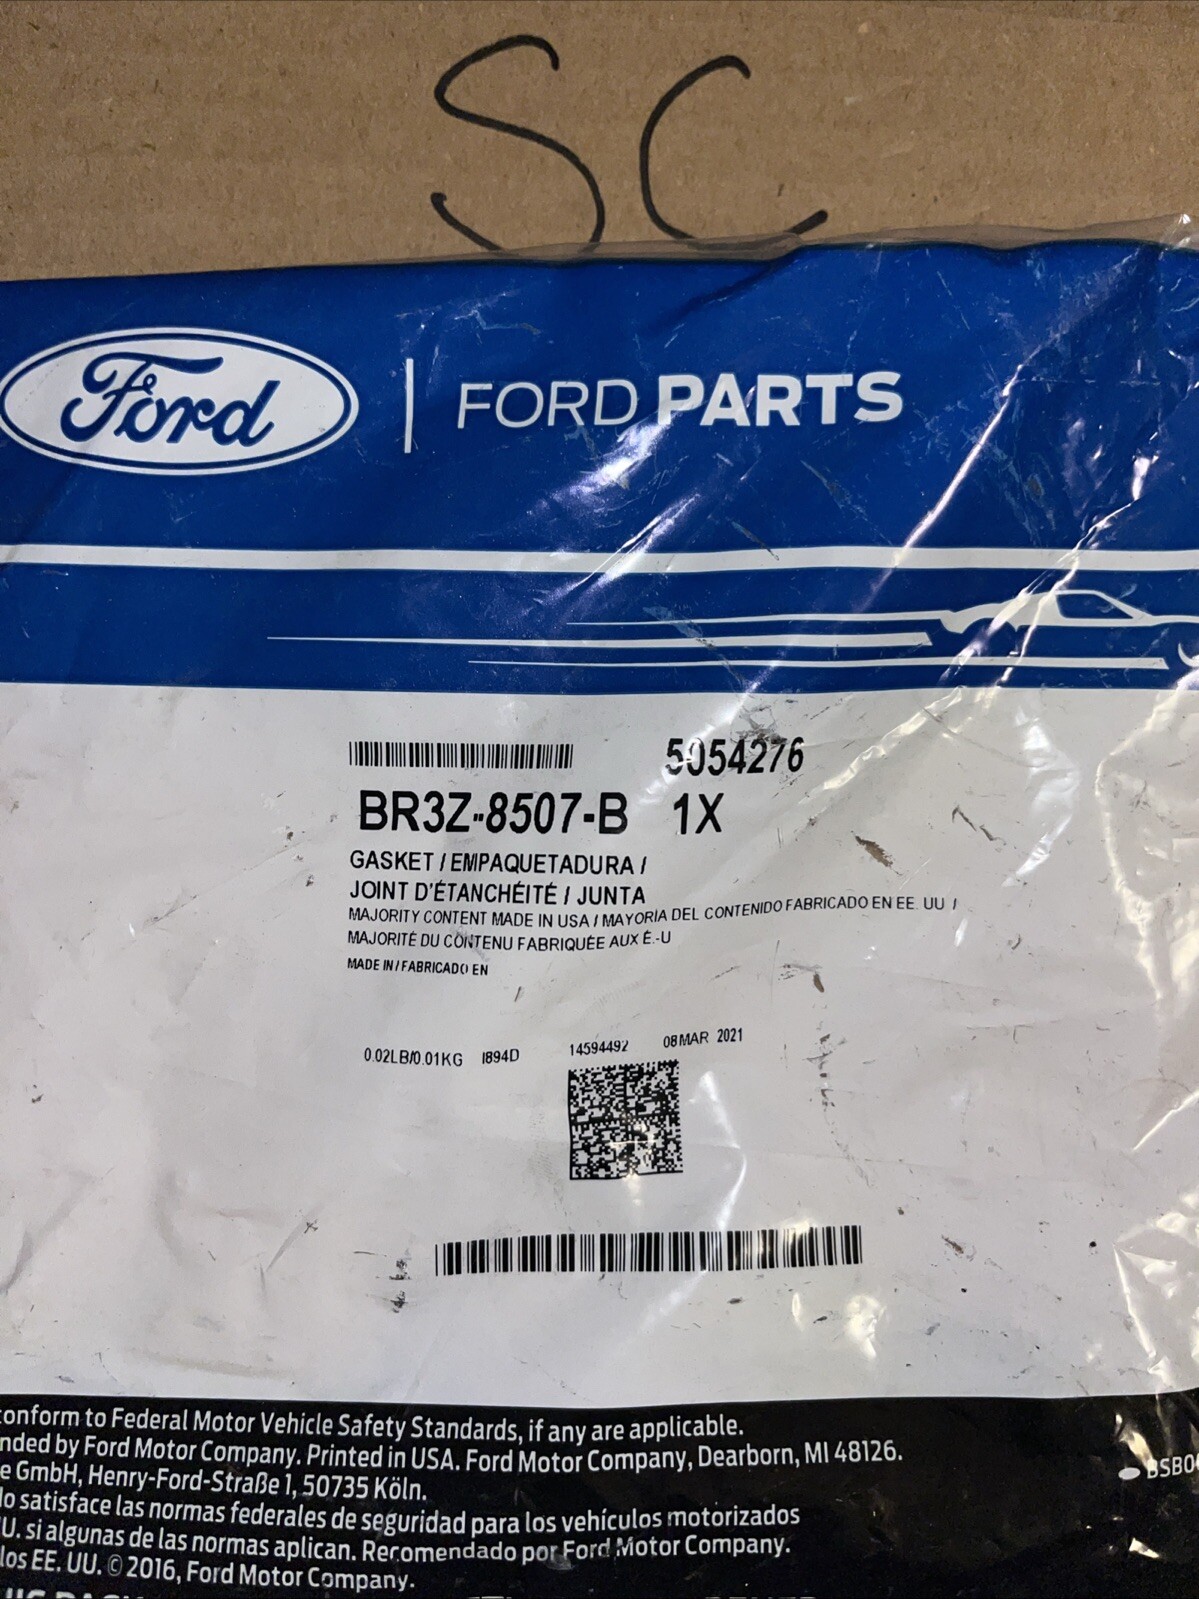 SC
Ford | FORD PARTS
5054276
BR3Z-8507-B 1X
GASKET / EMPAQUETADURA /
JOINT D'ÉTANCHÉITÉ / JUNTA
MAJORITY CONTENT MADE IN USA / MAYORÍA DEL CONTENIDO FABRICADO EN EE. UU /
MAJORITÉ DU CONTENU FABRIQUÉE AUX É.-U
MADE IN / FABRICADO EN
0.02LB/0.01KG I894D 14594492 08MAR 2021
conform to Federal Motor Vehicle Safety Standards, if any are applicable.
nded by Ford Motor Company. Printed in USA. Ford Motor Company, Dearborn, MI 48126.
e GmbH, Henry-Ford-Straße 1, 50735 Köln.
lo satisface las normas federales de seguridad para los vehículos motorizados
U. si algunas de las normas aplican. Recomendado por Ford Motor Company.
los EE. UU. © 2016, Ford Motor Company.